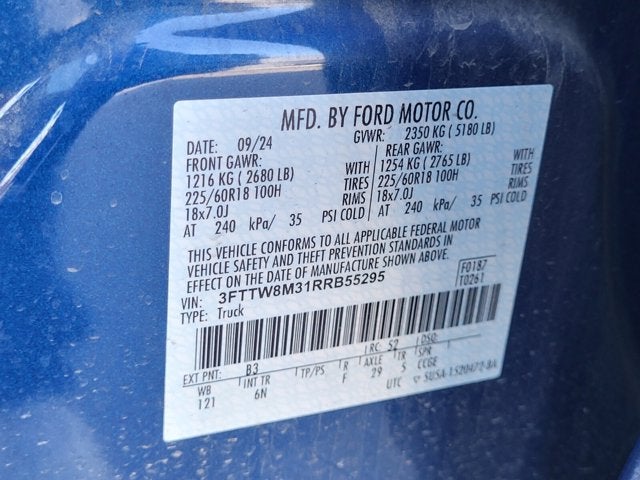 MFD. BY FORD MOTOR CO.
DATE: 09/24 GVWR: 2350 KG ( 5180 LB)
FRONT GAWR: REAR GAWR:
1216 KG ( 2680 LB) WITH 1254 KG ( 2765 LB) WITH
225/60R18 100H TIRES 225/60R18 100H TIRES
18x7.0J RIMS 18x7.0J RIMS
AT 240 kPa/ 35 PSI COLD AT 240 kPa/ 35 PSI COLD
THIS VEHICLE CONFORMS TO ALL APPLICABLE FEDERAL MOTOR
VEHICLE SAFETY AND THEFT PREVENTION STANDARDS IN
EFFECT ON THE DATE OF MANUFACTURE SHOWN ABOVE.
VIN: 3FTTW8M31RRB55295 F0187
TYPE: Truck T0261
EXT PNT: B3 RC: 52 DSO:
WB INT TR TP/PS R AXLE TR SPR
121 6N F 29 5 CCGE
UTC ▽ 5USA-1520472-BA